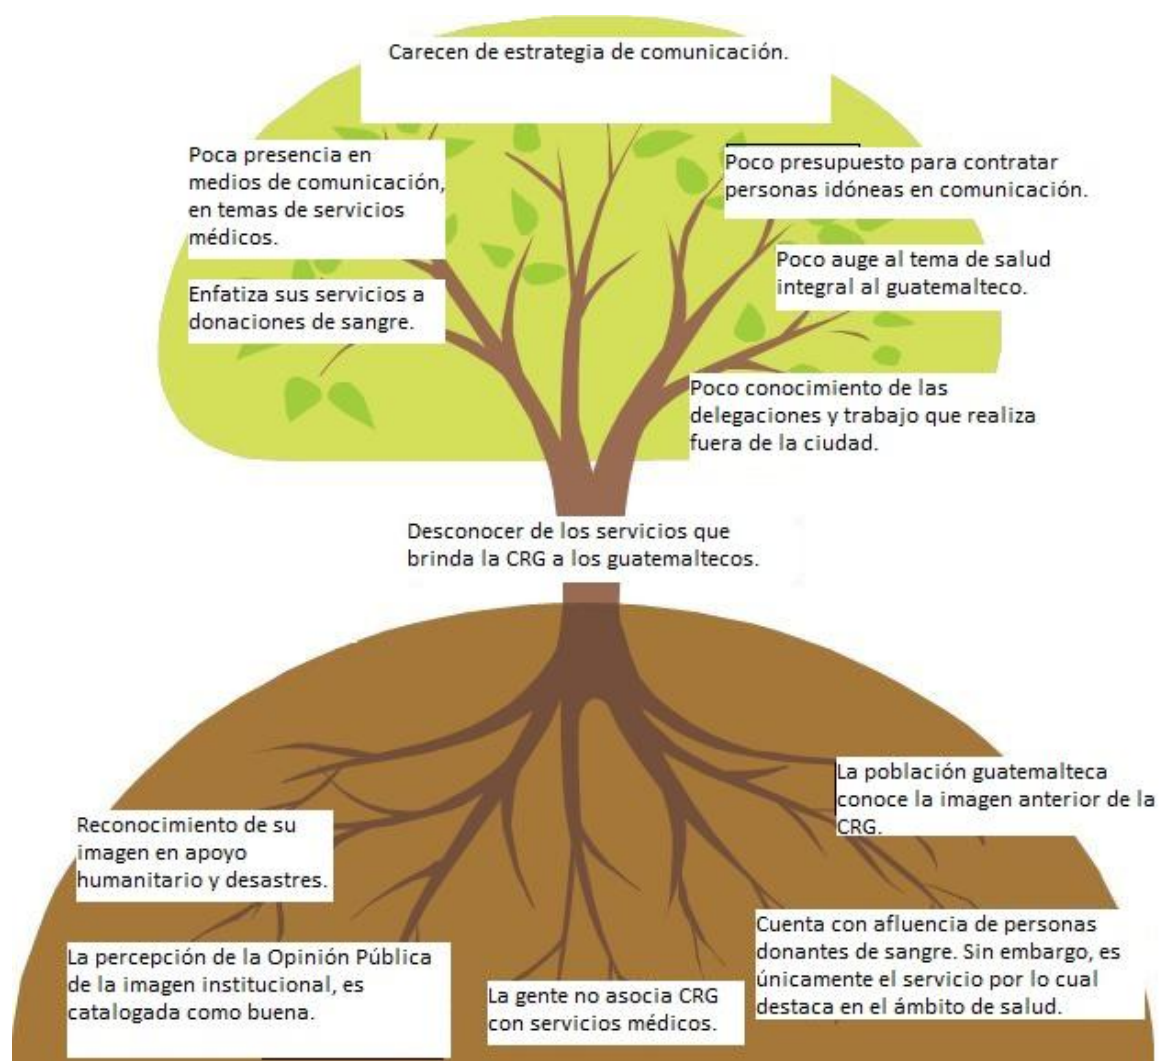 Carecen de estrategia de comunicación.
Poca presencia en
medios de comunicación,
en temas de servicios
médicos.
Poco presupuesto para contratar
personas idóneas en comunicación.
Enfatiza sus servicios a
donaciones de sangre.
Poco auge al tema de salud
integral al guatemalteco.
Poco conocimiento de las
delegaciones y trabajo que realiza
fuera de la ciudad.
Desconocer de los servicios que
brinda la CRG a los guatemaltecos.
La población guatemalteca
conoce la imagen anterior de la
CRG.
Reconocimiento de su
imagen en apoyo
humanitario y desastres.
La percepción de la Opinión Pública
de la imagen institucional, es
catalogada como buena.
La gente no asocia CRG
con servicios médicos.
Cuenta con afluencia de personas
donantes de sangre. Sin embargo, es
únicamente el servicio por lo cual
destaca en el ámbito de salud.